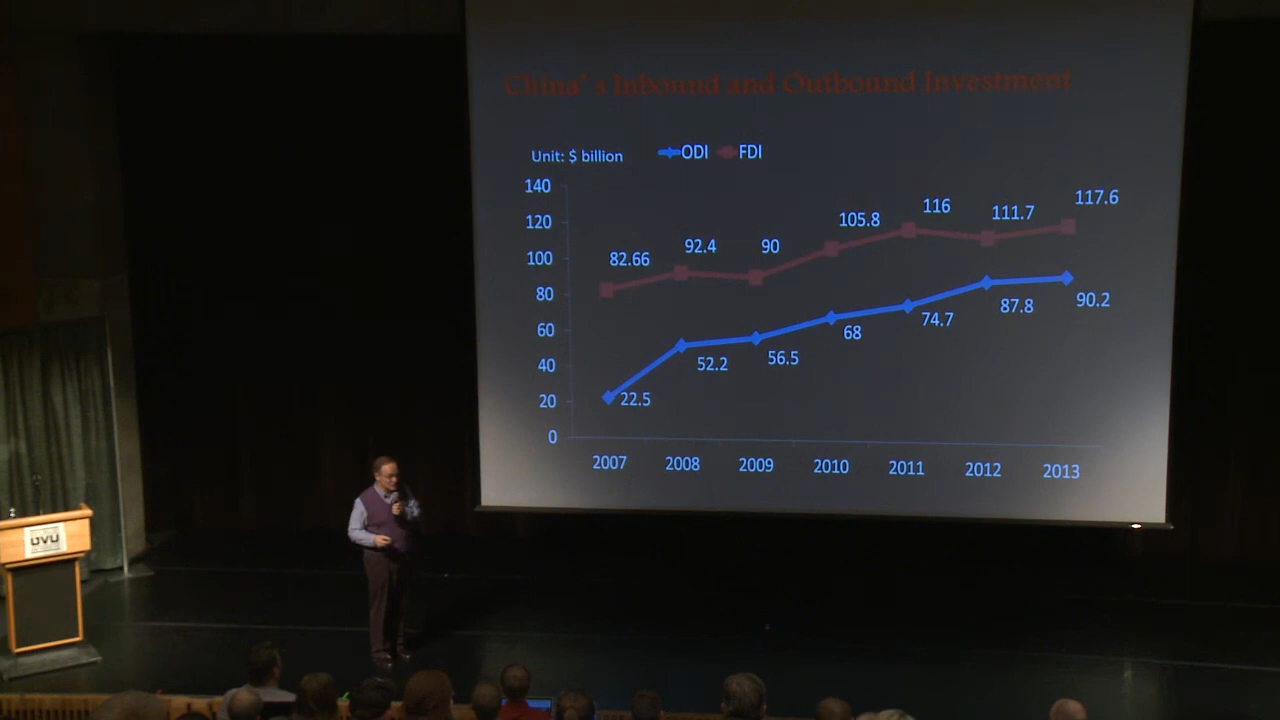 China's Inbound and Outbound Investment
Unit: $ billion
ODI FDI
140
120
100
80
60
40
20
0
82.66 92.4 90 105.8 116 111.7 117.6
22.5 52.2 56.5 68 74.7 87.8 90.2
2007 2008 2009 2010 2011 2012 2013
UVU